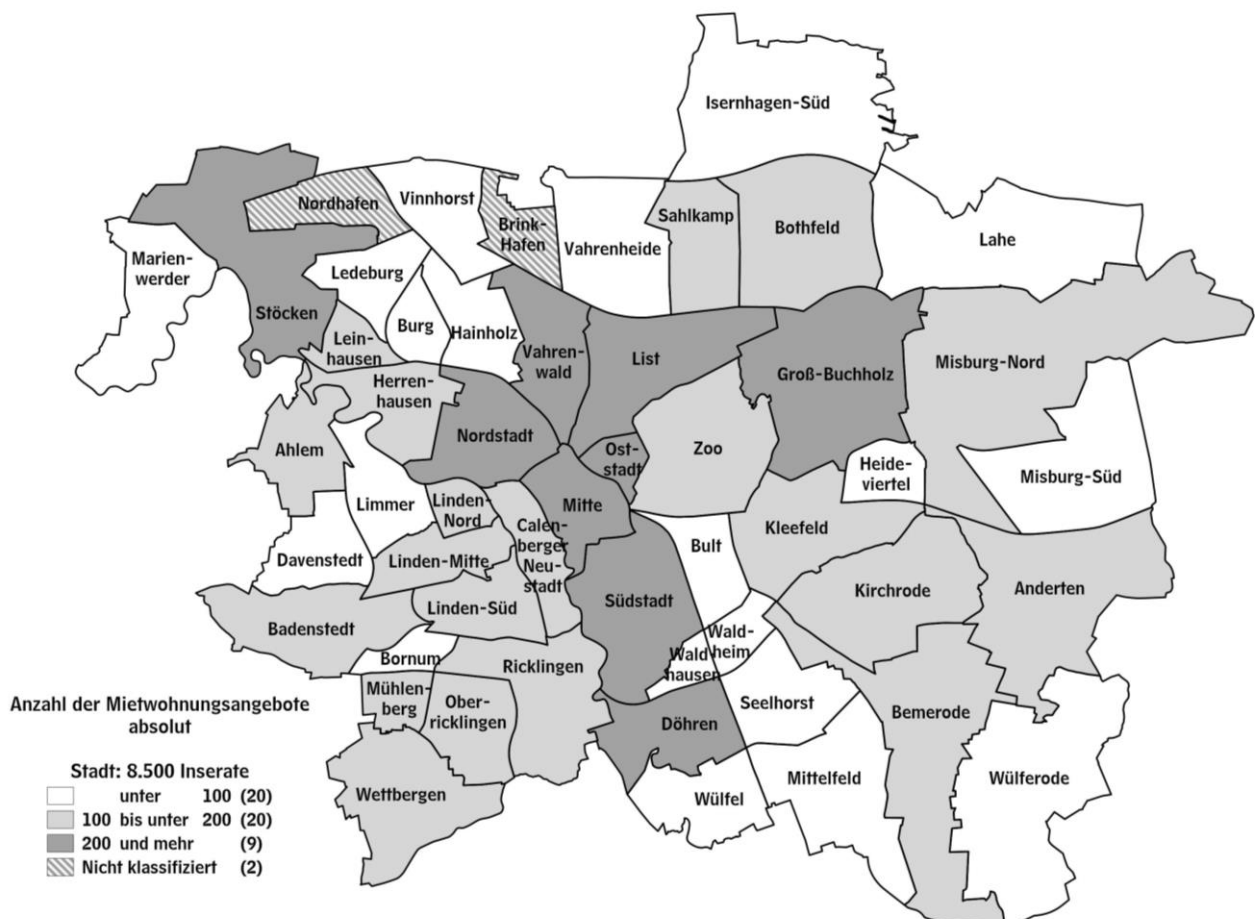 Isernhagen-Süd
Nordhafen
Vinnhorst
Brink-
Hafen
Vahrenheide
Sahlkamp
Bothfeld
Lahe
Marien-
werder
Ledeburg
Stöcken
Burg
Hainholz
Lein-
hausen
Vahren-
wald
List
Groß-Buchholz
Misburg-Nord
Herren-
hausen
Nordstadt
Ost-
stadt
Zoo
Ahlem
Heide-
viertel
Misburg-Süd
Limmer
Linden-
Nord
Mitte
Calen-
berger
Neu-
stadt
Kleefeld
Bult
Davenstedt
Linden-Mitte
Kirchrode
Anderten
Linden-Süd
Südstadt
Badenstedt
Wald-
heim
Wald
hausen
Bornum
Ricklingen
Mühlen-
berg
Ober-
ricklingen
Seelhorst
Bemerode
Döhren
Mittelfeld
Wülferode
Wettbergen
Wülfel
Anzahl der Mietwohnungsangebote
absolut
Stadt: 8.500 Inserate
unter 100 (20)
100 bis unter 200 (20)
200 und mehr (9)
Nicht klassifiziert (2)